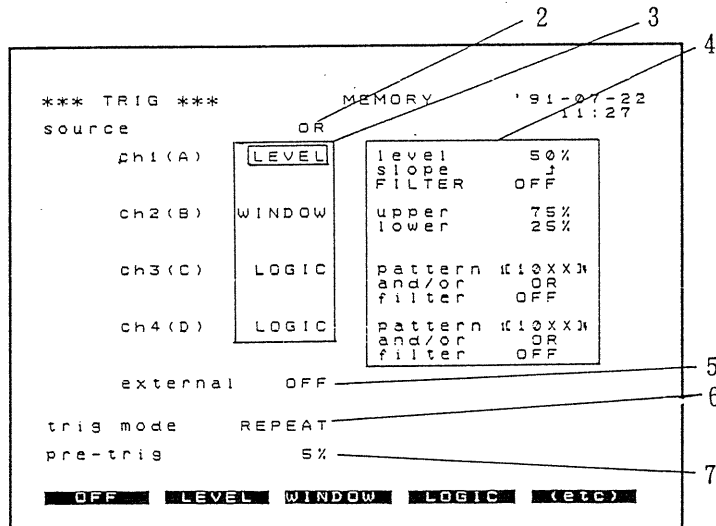 2
3
4
*** TRIG *** MEMORY '91-07-22
11:27
source OR
ch1(A) LEVEL level 50%
slope
FILTER OFF
ch2(B) WINDOW upper 75%
lower 25%
ch3(C) LOGIC pattern [10XX]
and/or OR
filter OFF
ch4(D) LOGIC pattern [10XX]
and/or OR
filter OFF
external OFF
5
6
trig mode REPEAT
pre-trig 5%
7
OFF LEVEL WINDOW LOGIC (etc)